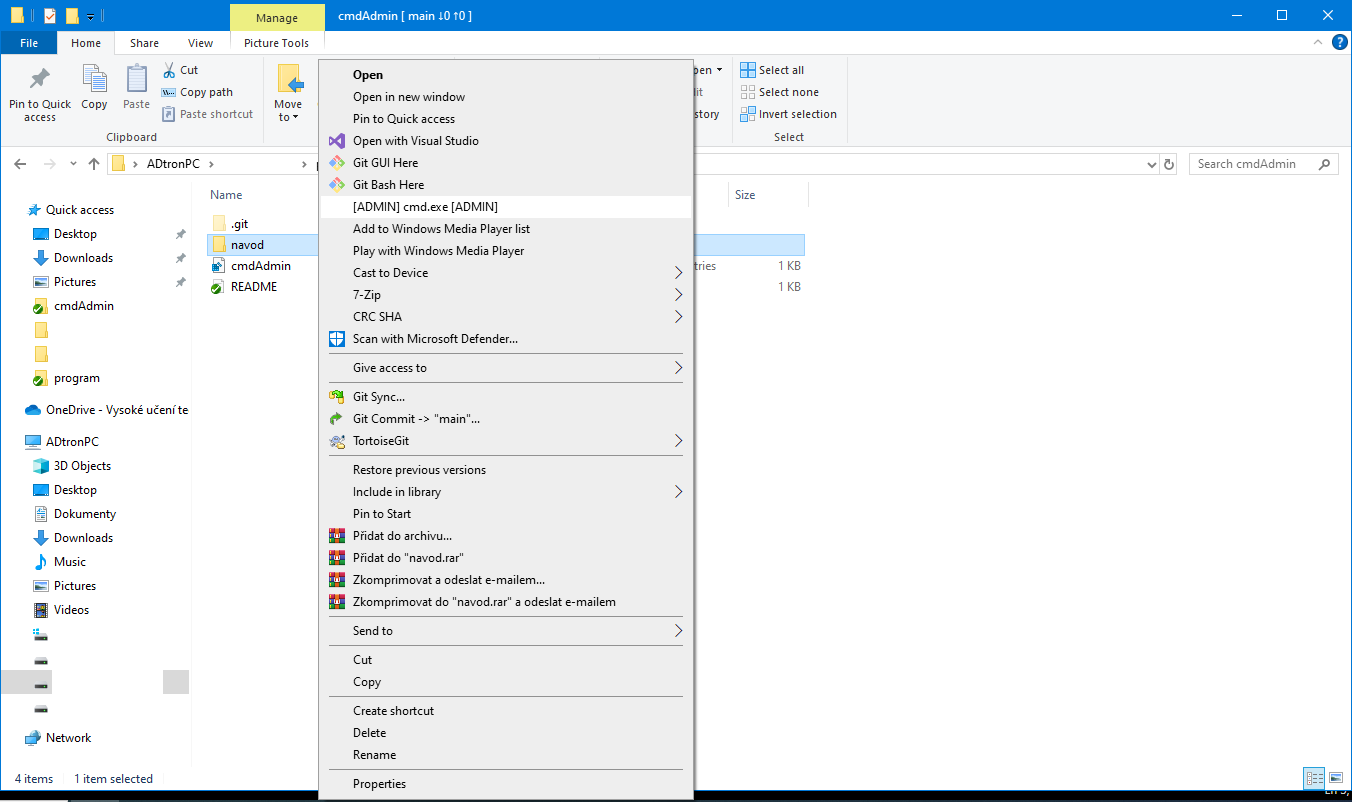 Manage
cmdAdmin [ main ↓0 ↑0 ]
File
Home
Share
View
Picture Tools
Pin to Quick access
Copy
Paste
Cut
Copy path
Paste shortcut
Clipboard
Move to
Select all
Select none
Invert selection
Select
ADtronPC
Search cmdAdmin
Quick access
Desktop
Downloads
Pictures
cmdAdmin
program
OneDrive - Vysoké učení te
ADtronPC
3D Objects
Desktop
Dokumenty
Downloads
Music
Pictures
Videos
Network
Name
Size
.git
navod
cmdAdmin
1 KB
README
1 KB
Open
Open in new window
Pin to Quick access
Open with Visual Studio
Git GUI Here
Git Bash Here
[ADMIN] cmd.exe [ADMIN]
Add to Windows Media Player list
Play with Windows Media Player
Cast to Device
7-Zip
CRC SHA
Scan with Microsoft Defender...
Give access to
Git Sync...
Git Commit -> "main"...
TortoiseGit
Restore previous versions
Include in library
Pin to Start
Přidat do archivu...
Přidat do "navod.rar"
Zkomprimovat a odeslat e-mailem...
Zkomprimovat do "navod.rar" a odeslat e-mailem
Send to
Cut
Copy
Create shortcut
Delete
Rename
Properties
4 items
1 item selected